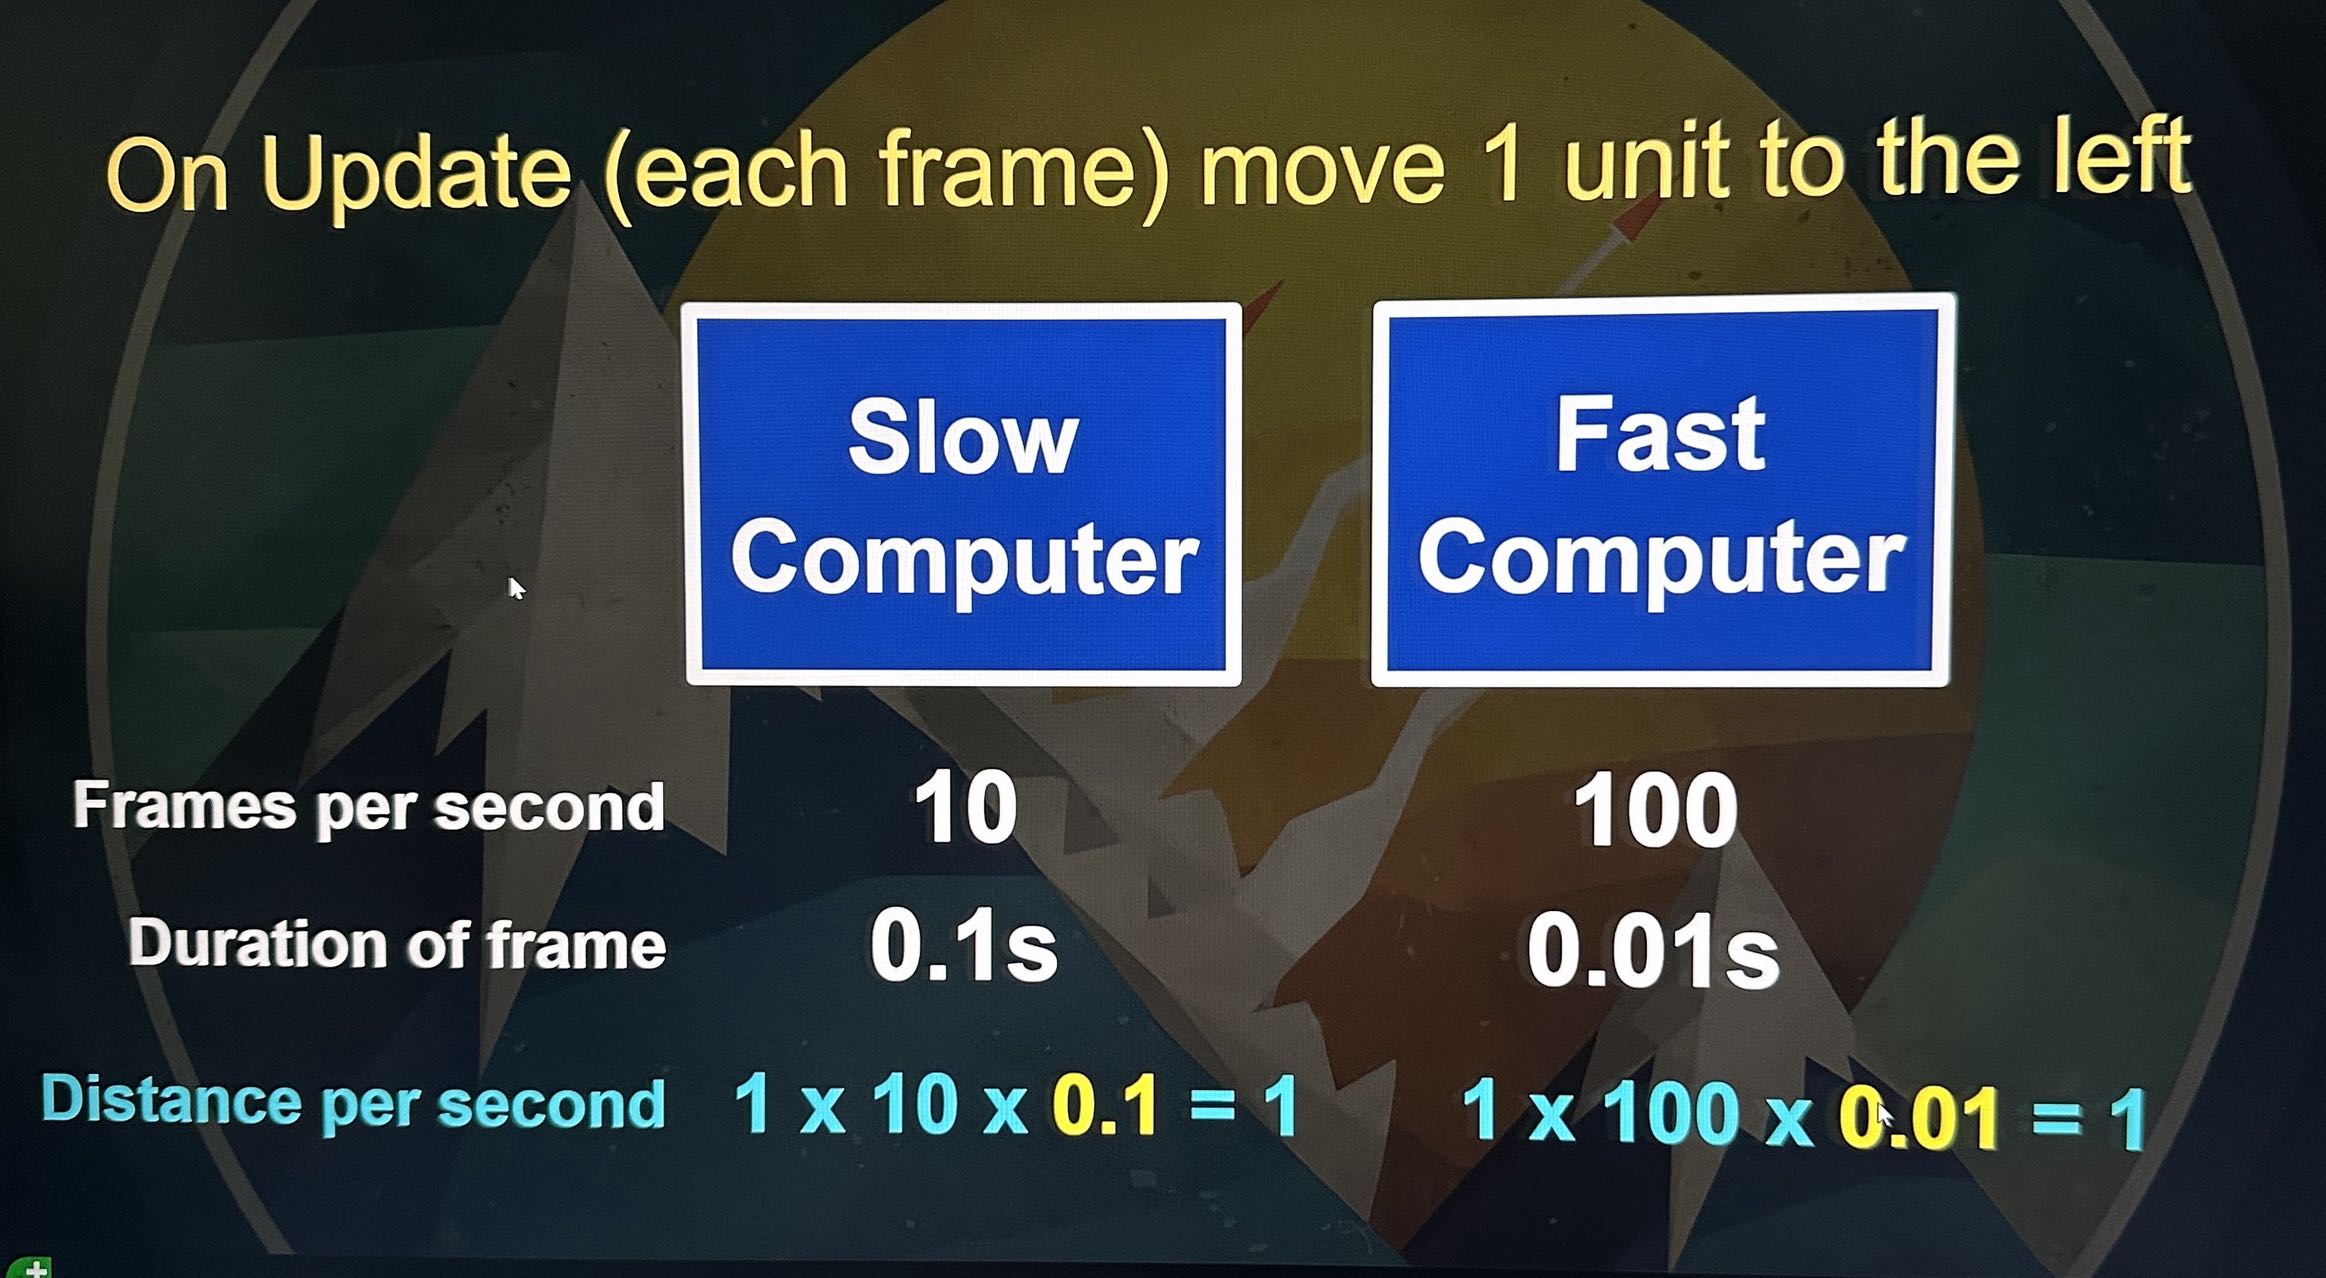 On Update (each frame) move 1 unit to the left
Slow
Computer
Fast
Computer
Frames per second 10 100
Duration of frame 0.1s 0.01s
Distance per second 1 x 10 x 0.1 = 1 1 x 100 x 0.01 = 1